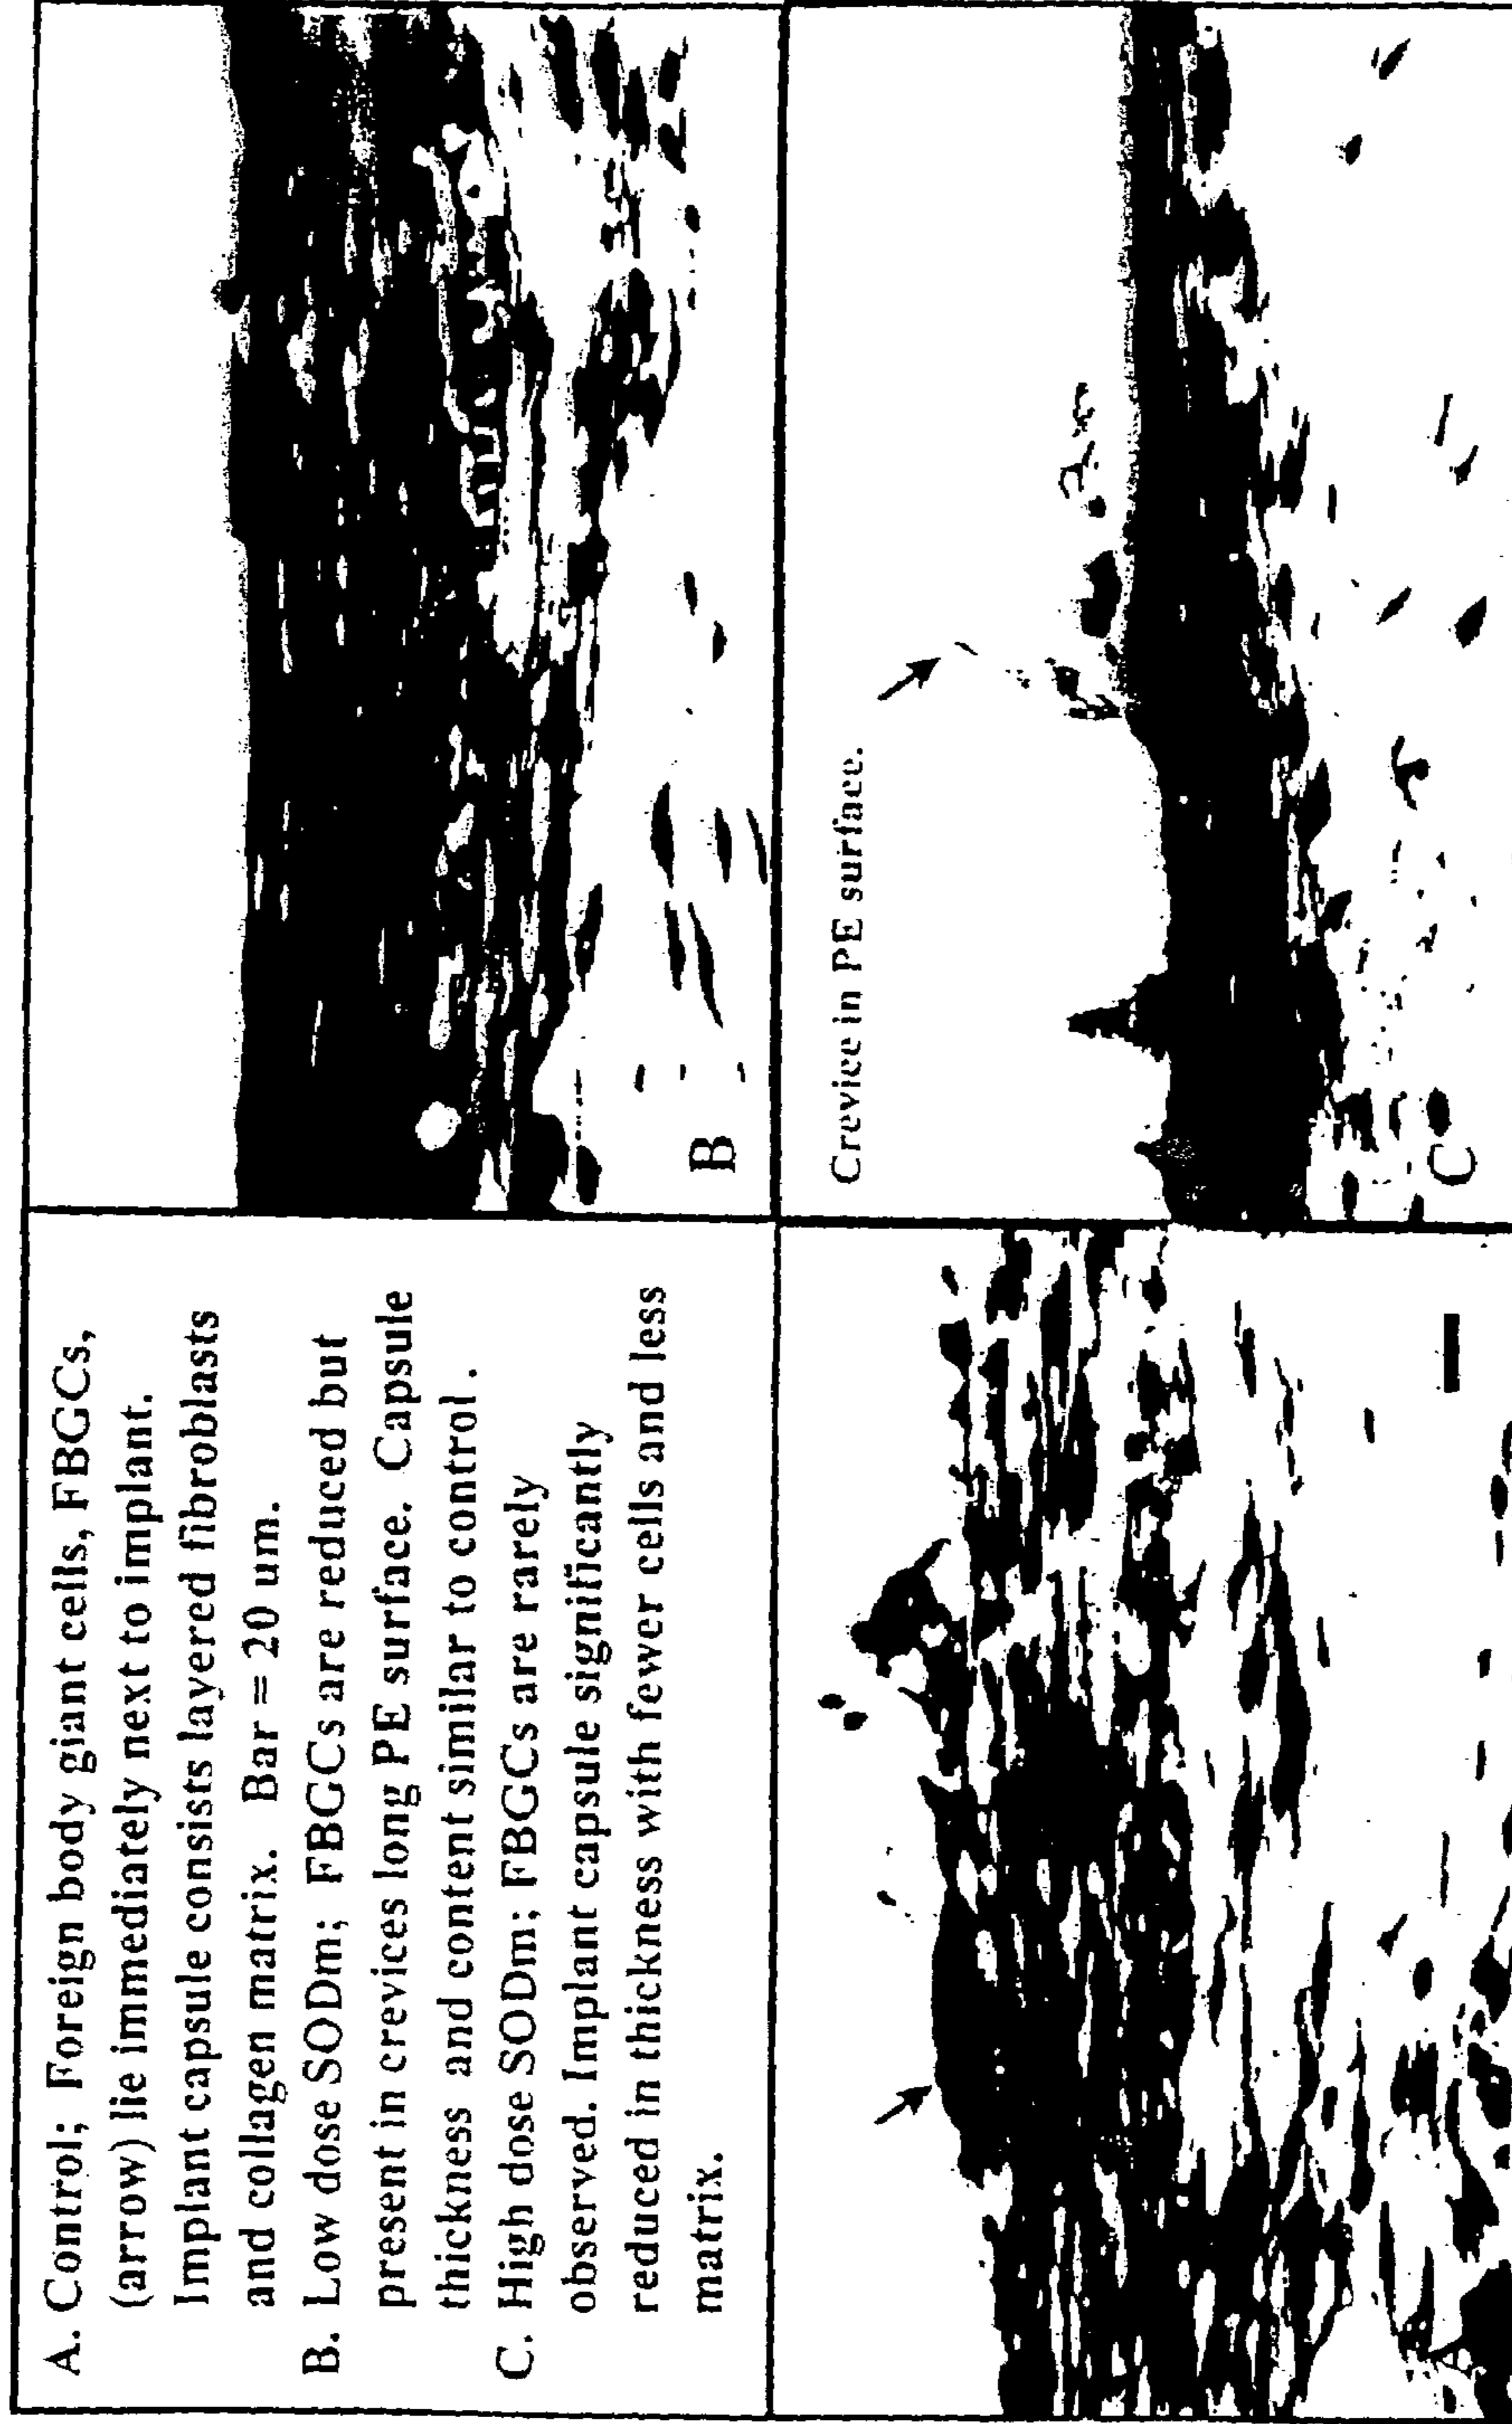 A. Control; Foreign body giant cells, FBGCs,
(arrow) lie immediately next to implant.
Implant capsule consists layered fibroblasts
and collagen matrix. Bar = 20 um.
B. Low dose SODm; FBGCs are reduced but
present in crevices long PE surface. Capsule
thickness and content similar to control.
C. High dose SODm; FBGCs are rarely
observed. Implant capsule significantly
reduced in thickness with fewer cells and less
matrix.
B
A
Crevice in PE surface.
C